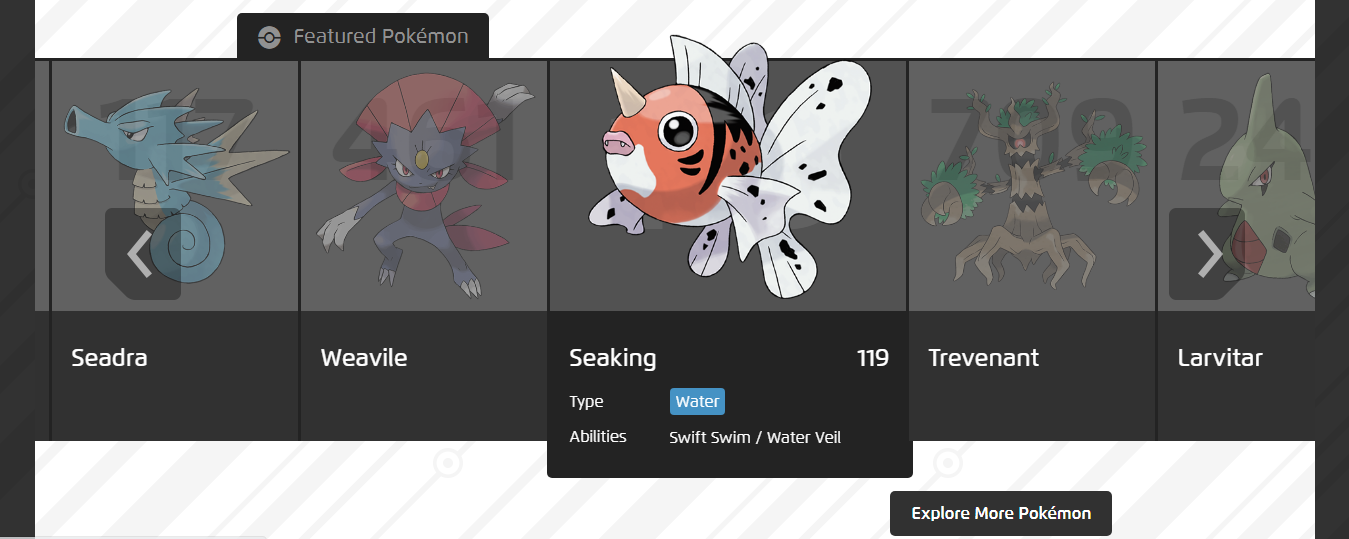 Featured Pokémon
Seadra
Weavile
Seaking 119
Type Water
Abilities Swift Swim / Water Veil
Trevenant
Larvitar
Explore More Pokémon